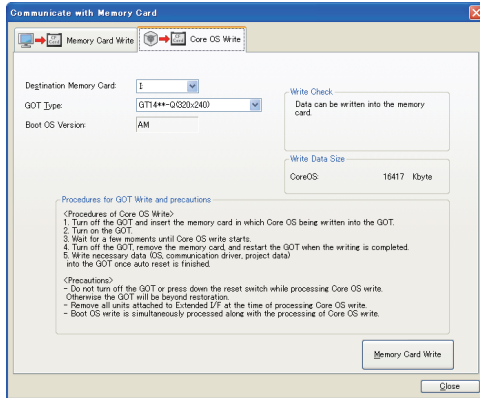 Communicate with Memory Card
CF Card
Memory Card Write
CF Card
Core OS Write
Destination Memory Card:
I
GOT Type:
GT14**-Q(320x240)
Boot OS Version:
AM
Write Check
Data can be written into the memory
card.
Write Data Size
CoreOS: 16417 Kbyte
Procedures for GOT Write and precautions
<Procedures of Core OS Write>
1. Turn off the GOT and insert the memory card in which Core OS being written into the GOT.
2. Turn on the GOT.
3. Wait for a few moments until Core OS write starts.
4. Turn off the GOT, remove the memory card, and restart the GOT when the writing is completed.
5. Write necessary data (OS, communication driver, project data)
into the GOT once auto reset is finished.
<Precautions>
- Do not turn off the GOT or press down the reset switch while processing Core OS write.
Otherwise the GOT will be beyond restoration.
- Remove all units attached to Extended I/F at the time of processing Core OS write.
- Boot OS write is simultaneously processed along with the processing of Core OS write.
Memory Card Write
Close